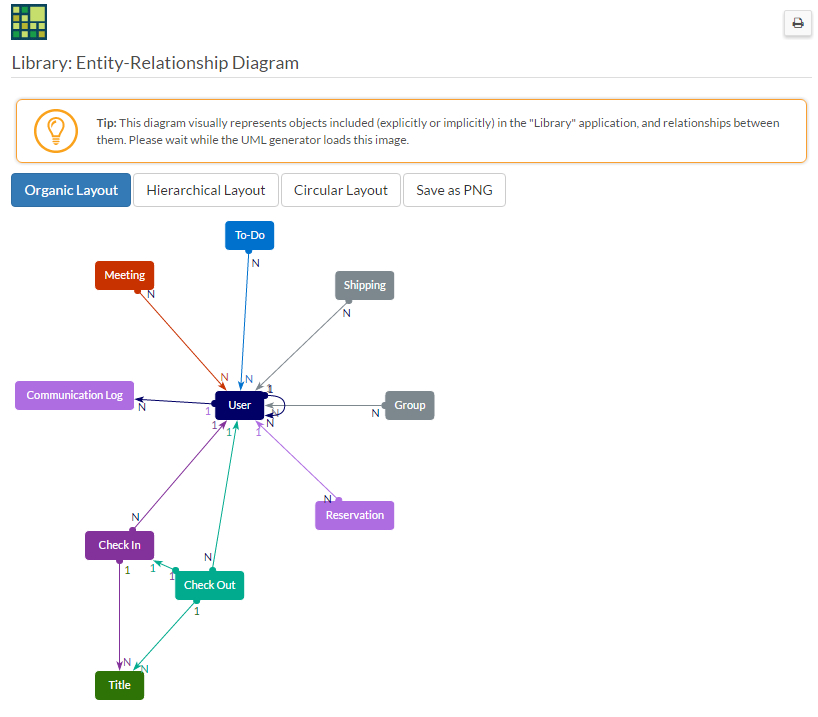 Library: Entity-Relationship Diagram
Tip: This diagram visually represents objects included (explicitly or implicitly) in the "Library" application, and relationships between
them. Please wait while the UML generator loads this image.
Organic Layout
Hierarchical Layout
Circular Layout
Save as PNG
To-Do
N
Meeting
N
Shipping
N
N
N
1
Communication Log
N
1
User
N
N
Group
1
1
1
N
Reservation
N
Check In
1
N
1
1
Check Out
1
N
N
Title